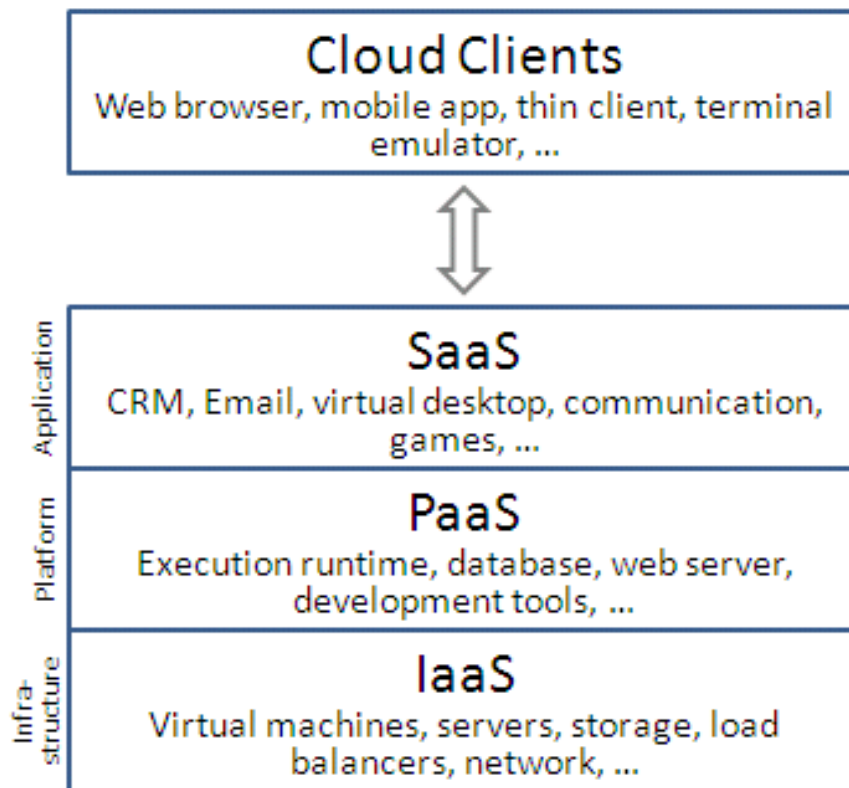 Cloud Clients
Web browser, mobile app, thin client, terminal
emulator, ...
Application
SaaS
CRM, Email, virtual desktop, communication,
games, ...
Platform
PaaS
Execution runtime, database, web server,
development tools, ...
Infra-
structure
IaaS
Virtual machines, servers, storage, load
balancers, network, ...